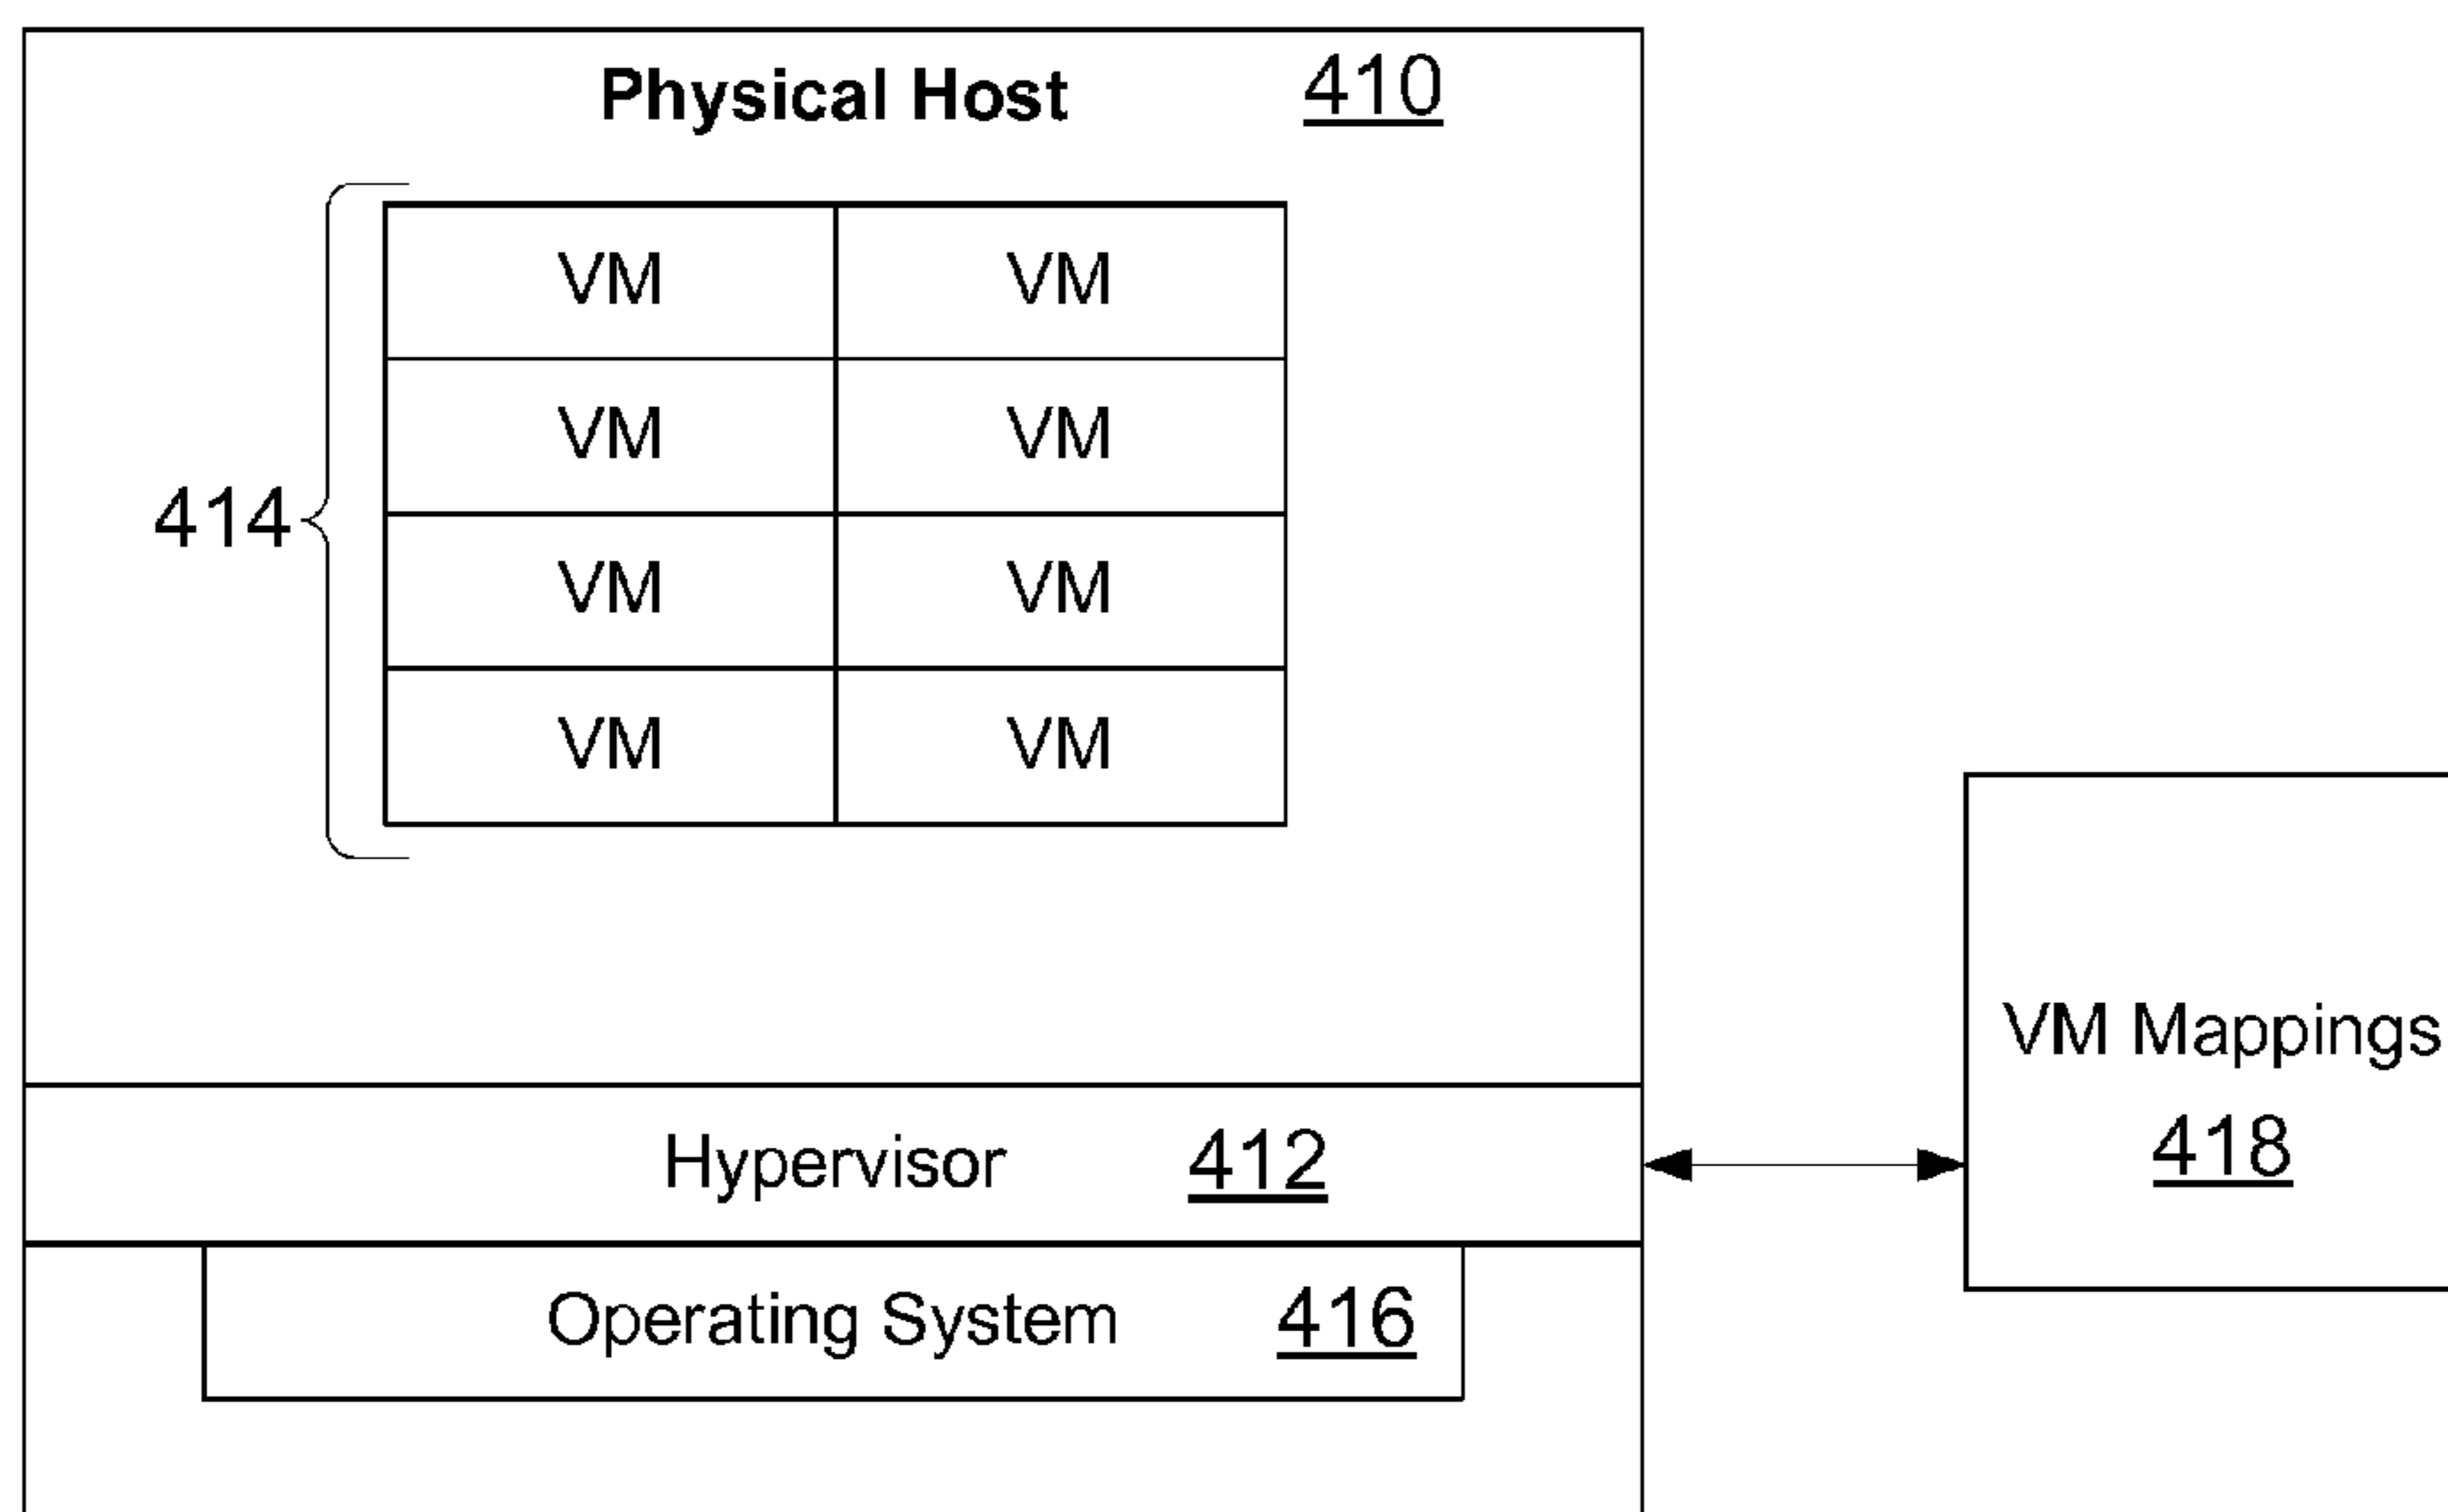 Physical Host 410
VM VM
VM VM
414
VM VM
VM VM
VM Mappings
418
Hypervisor 412
Operating System 416